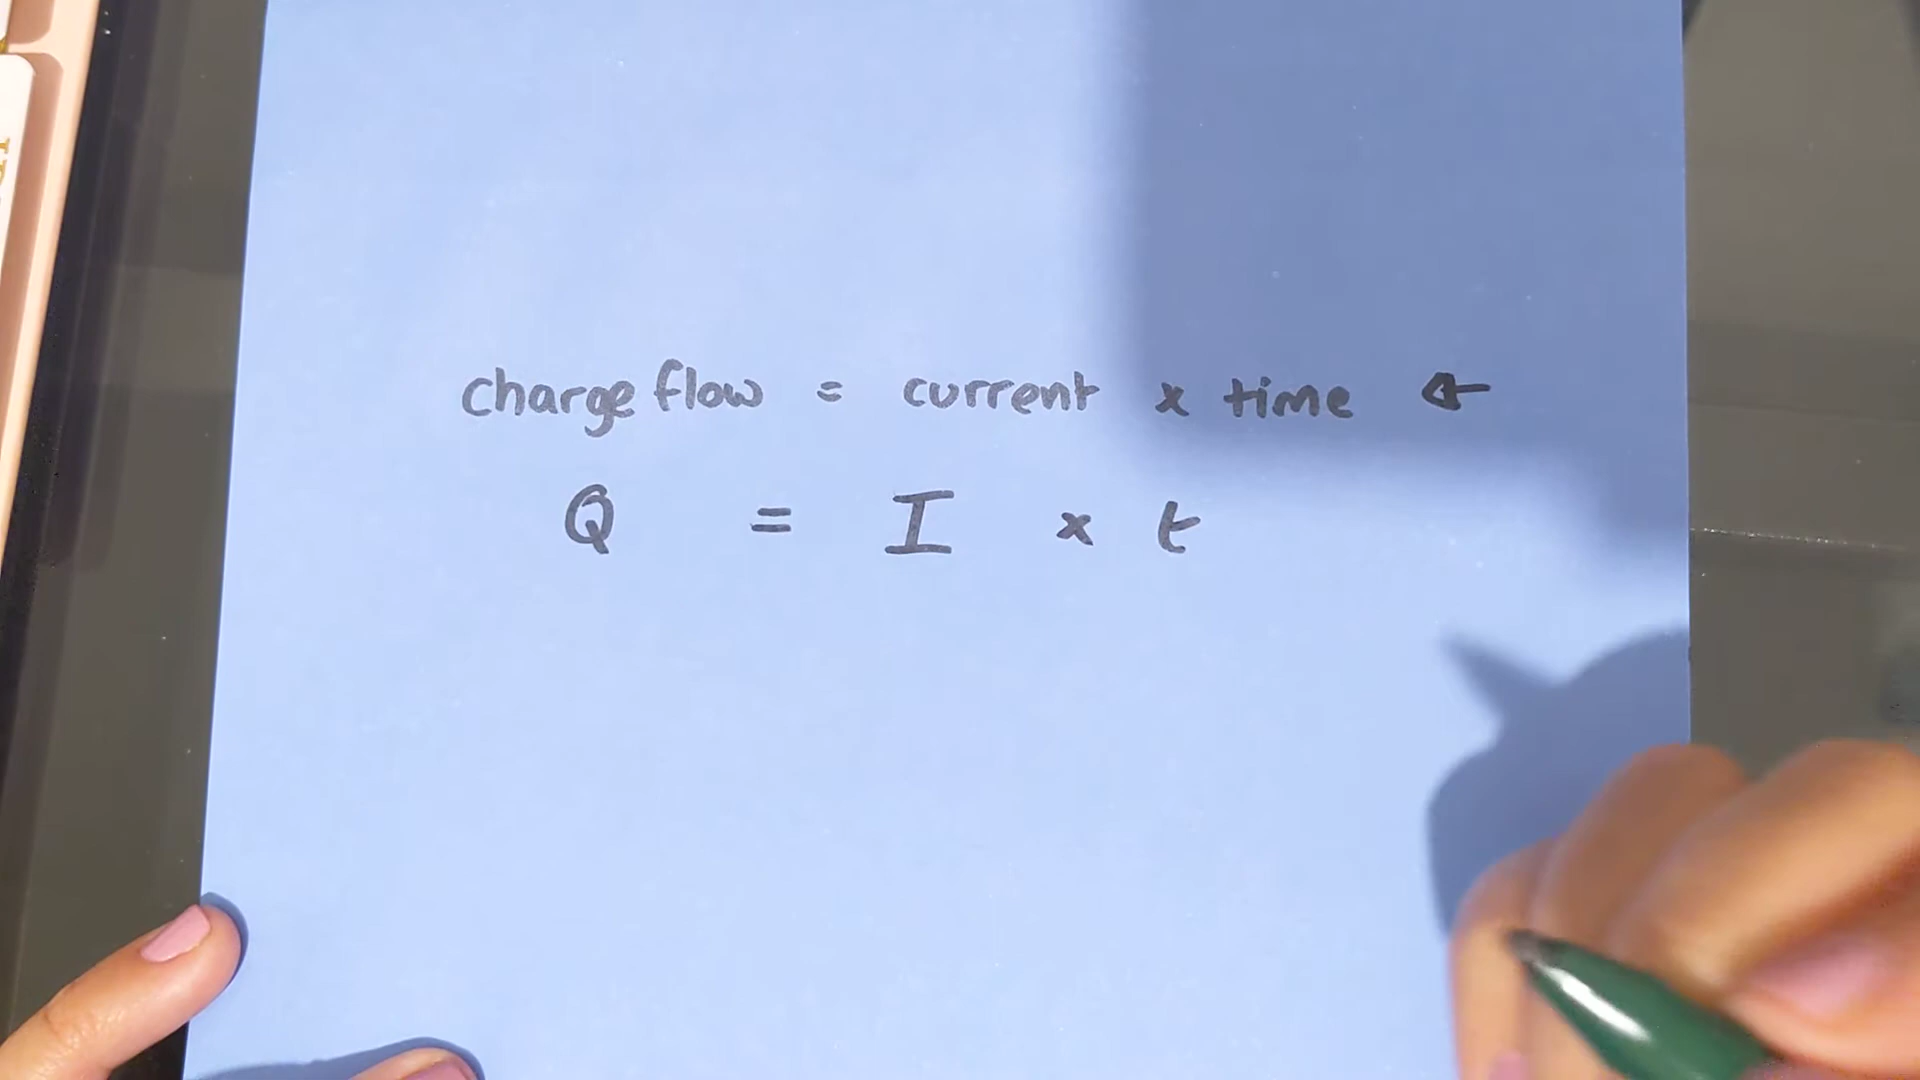 charge flow = current x time ←
Q = I x t